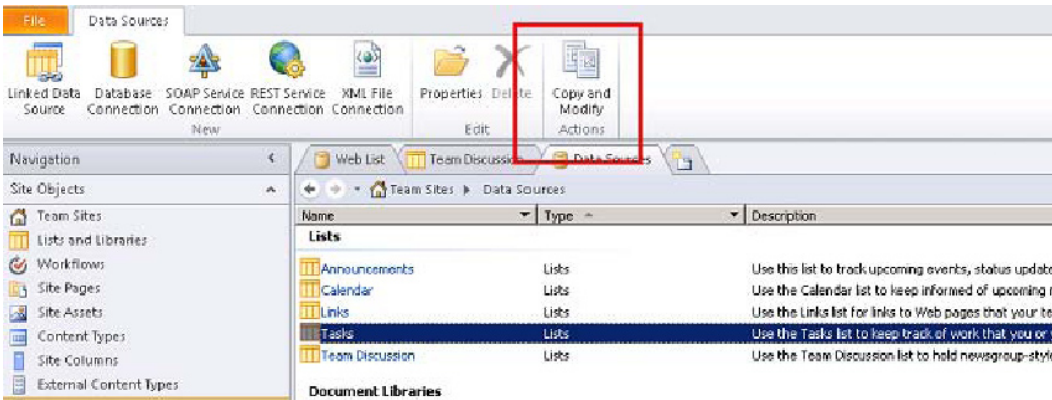 File Data Sources
Linked Data Source
Database Connection
SOAP Service Connection
REST Service Connection
XML File Connection
Properties
Delete
Copy and Modify
New Edit Actions
Navigation
Web List Team Discussion Data Sources
Site Objects
Team Sites Data Sources
Name Type Description
Lists
Team Sites
Lists and Libraries
Workflows
Site Pages
Site Assets
Content Types
Site Columns
External Content Types
Announcements Lists Use this list to track upcoming events, status update
Calendar Lists Use the Calendar list to keep informed of upcoming
Links Lists Use the Links list for links to Web pages that your te
Tasks Lists Use the Tasks list to keep track of work that you or
Team Discussion Lists Use the Team Discussion list to hold newsgroup-style
Document Libraries